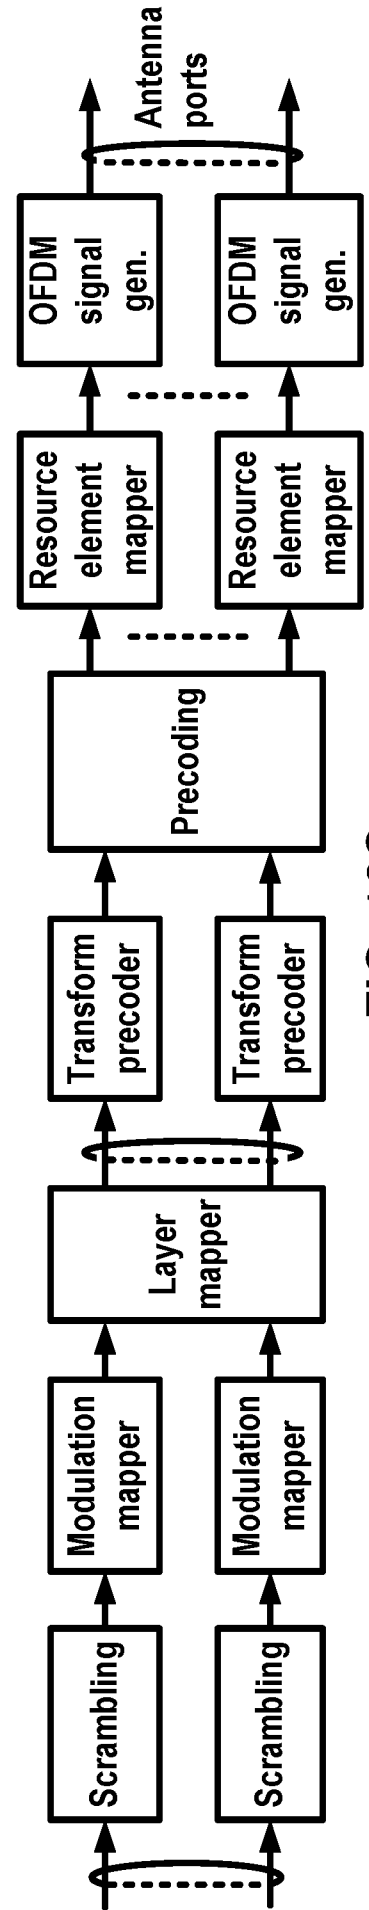 Scrambling
Scrambling
Modulation
mapper
Modulation
mapper
Layer
mapper
Transform
precoder
Transform
precoder
Precoding
Resource
element
mapper
Resource
element
mapper
OFDM
signal
gen.
OFDM
signal
gen.
Antenna
ports